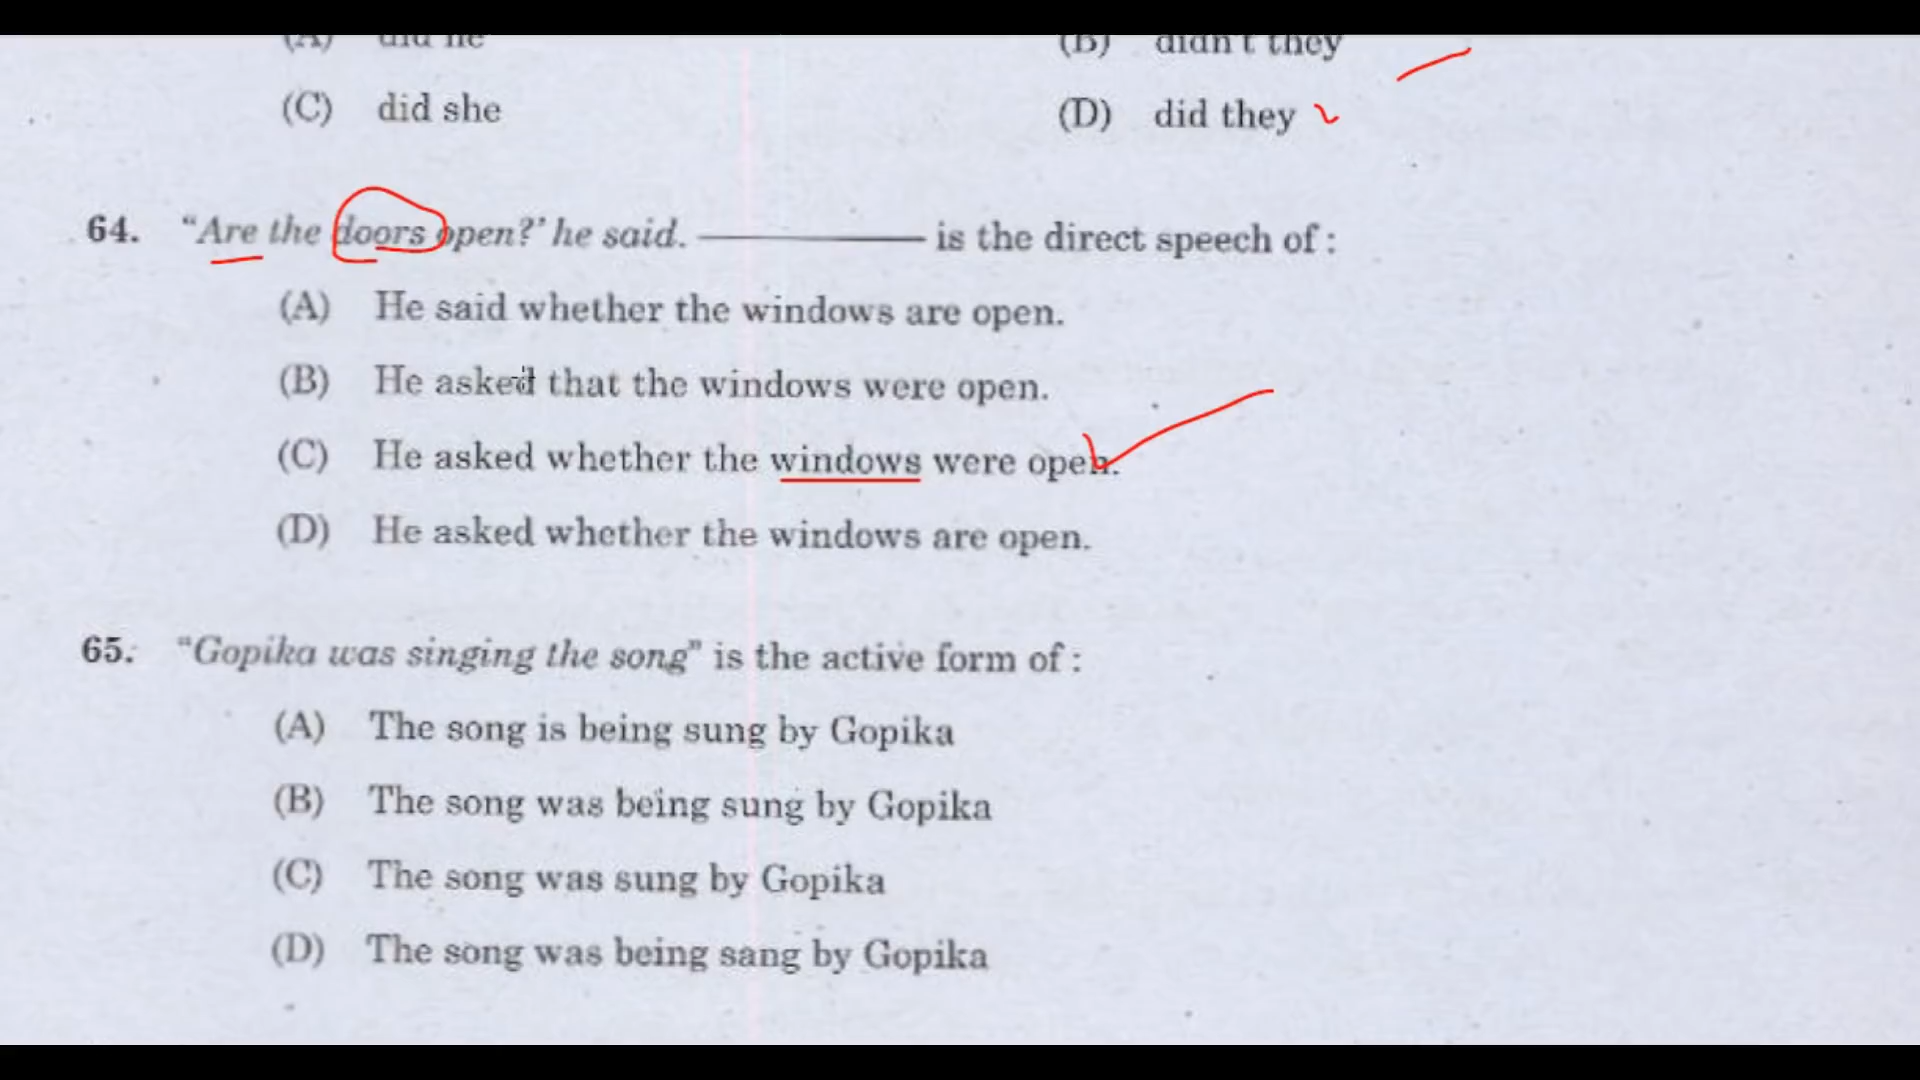 (A) did he (B) didn't they
(C) did she (D) did they
64. "Are the doors open?' he said. ———— is the direct speech of :
(A) He said whether the windows are open.
(B) He asked that the windows were open.
(C) He asked whether the windows were open.
(D) He asked whether the windows are open.
65. "Gopika was singing the song" is the active form of :
(A) The song is being sung by Gopika
(B) The song was being sung by Gopika
(C) The song was sung by Gopika
(D) The song was being sang by Gopika